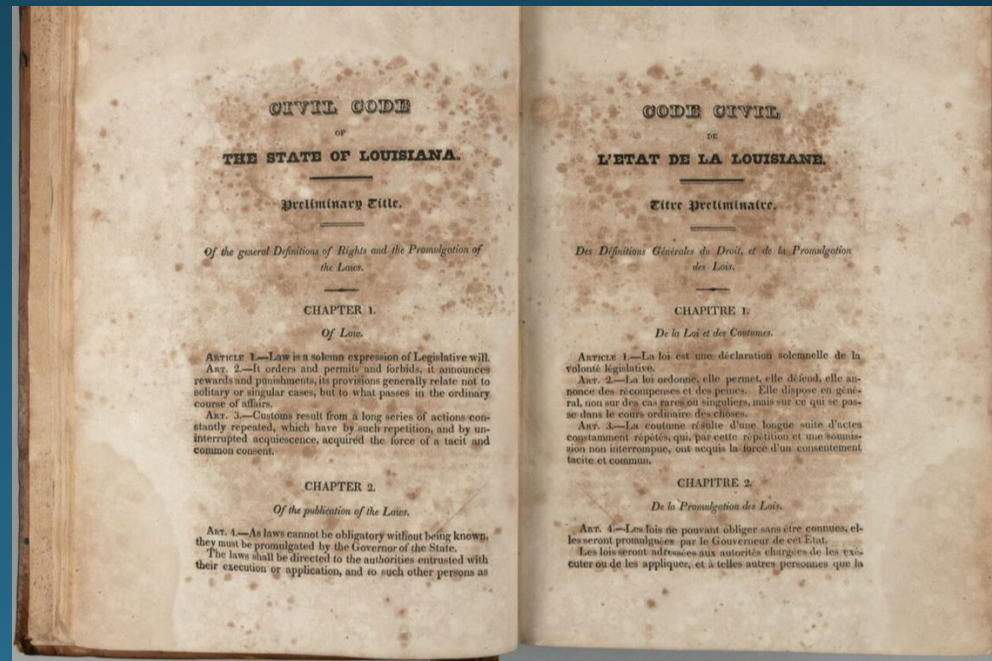 CIVIL CODE
OF
THE STATE OF LOUISIANA.
Preliminary Title.
Of the general Definitions of Rights and the Promulgation of
the Laws.
CHAPTER 1.
Of Law.
ARTICLE 1.—Law is a solemn expression of Legislative will.
ART. 2.—It orders and permits and forbids, it announces
rewards and punishments, its provisions generally relate not to
solitary or singular cases, but to what passes in the ordinary
course of affairs.
ART. 3.—Customs result from a long series of actions con-
stantly repeated, which have by such repetition, and by un-
interrupted acquiescence, acquired the force of a tacit and
common consent.
CHAPTER 2.
Of the publication of the Laws.
ART. 4.—As laws cannot be obligatory without being known,
they must be promulgated by the Governor of the State.
The laws shall be directed to the authorities entrusted with
their execution or application, and to such other persons as
CODE CIVIL
DE
L'ETAT DE LA LOUISIANE.
Titre Preliminaire.
Des Définitions Générales du Droit, et de la Promulgation
des Lois.
CHAPITRE 1.
De la Loi et des Coutumes.
ARTICLE 1.—La loi est une déclaration solemnelle de la
volonté législative.
ART. 2.—La loi ordonne, elle permet, elle défend, elle an-
nonce des récompenses et des peines. Elle dispose en géné-
ral, non sur des cas rares ou singuliers, mais sur ce qui se pas-
se dans le cours ordinaire des choses.
ART. 3.—La coutume résulte d'une longue suite d'actes
constamment répétés, qui, par cette répétition et une soumis-
sion non interrompue, ont acquis la force d'un consentement
tacite et commun.
CHAPITRE 2.
De la Promulgation des Lois.
ART. 4.—Les lois ne pouvant obliger sans être connues, el-
les seront promulguées par le Gouverneur de cet Etat.
Les lois seront adressées aux autorités chargées de les exé-
cuter ou de les appliquer, et à telles autres personnes que la